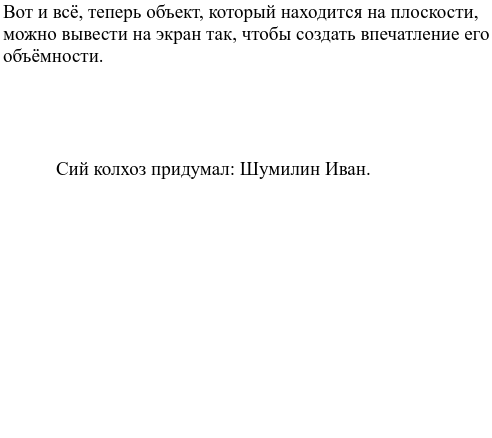 Вот и всё, теперь объект, который находится на плоскости,
можно вывести на экран так, чтобы создать впечатление его
объёмности.
Сий колхоз придумал: Шумилин Иван.